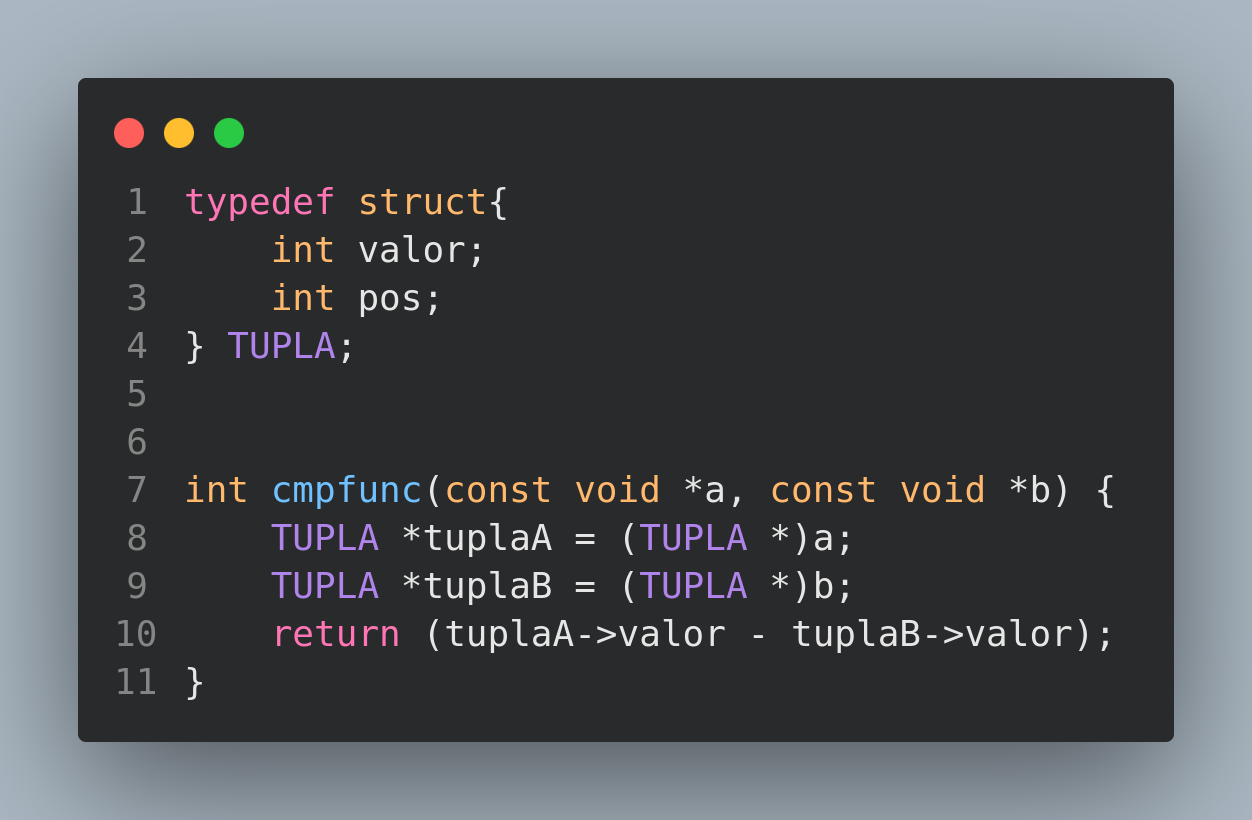 1 typedef struct{
2     int valor;
3     int pos;
4 } TUPLA;
5
6
7 int cmpfunc(const void *a, const void *b) {
8     TUPLA *tuplaA = (TUPLA *)a;
9     TUPLA *tuplaB = (TUPLA *)b;
10     return (tuplaA->valor - tuplaB->valor);
11 }